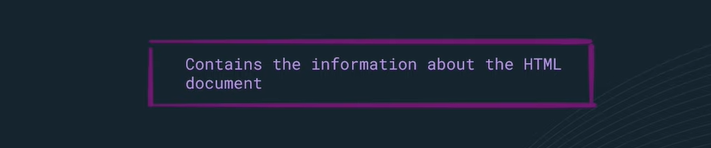 Contains the information about the HTML
document